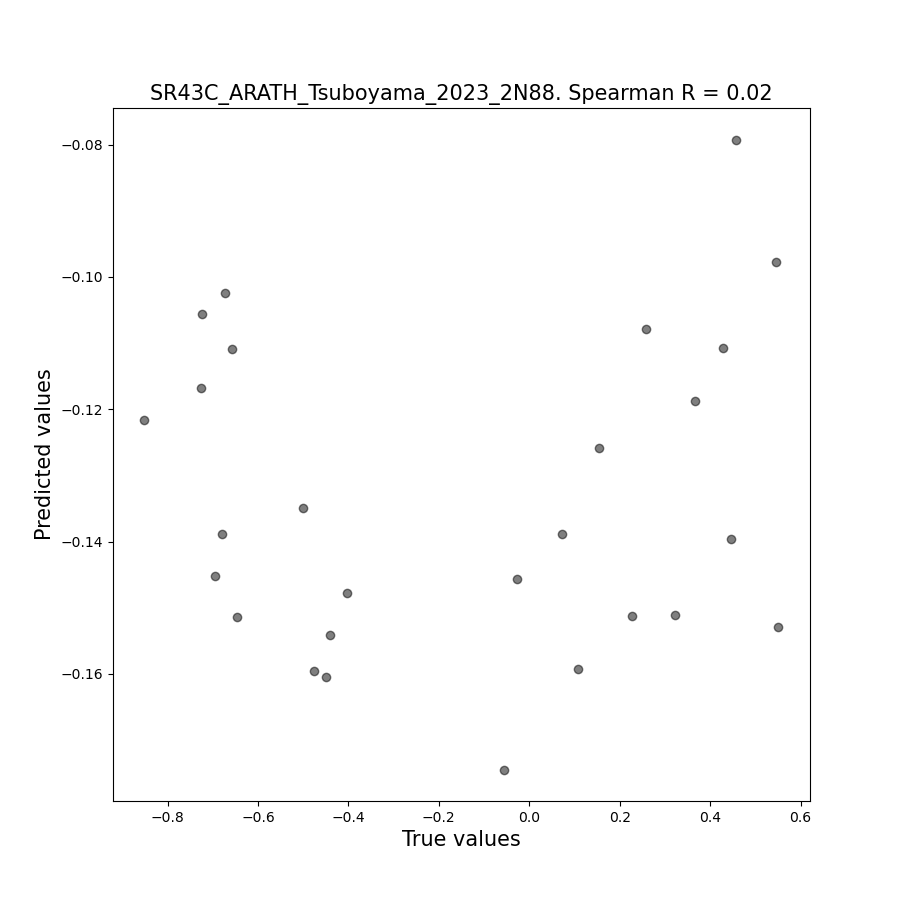 SR43C_ARATH_Tsuboyama_2023_2N88. Spearman R = 0.02
−0.08
−0.10
−0.12
−0.14
−0.16
Predicted values
−0.8 −0.6 −0.4 −0.2 0.0 0.2 0.4 0.6
True values